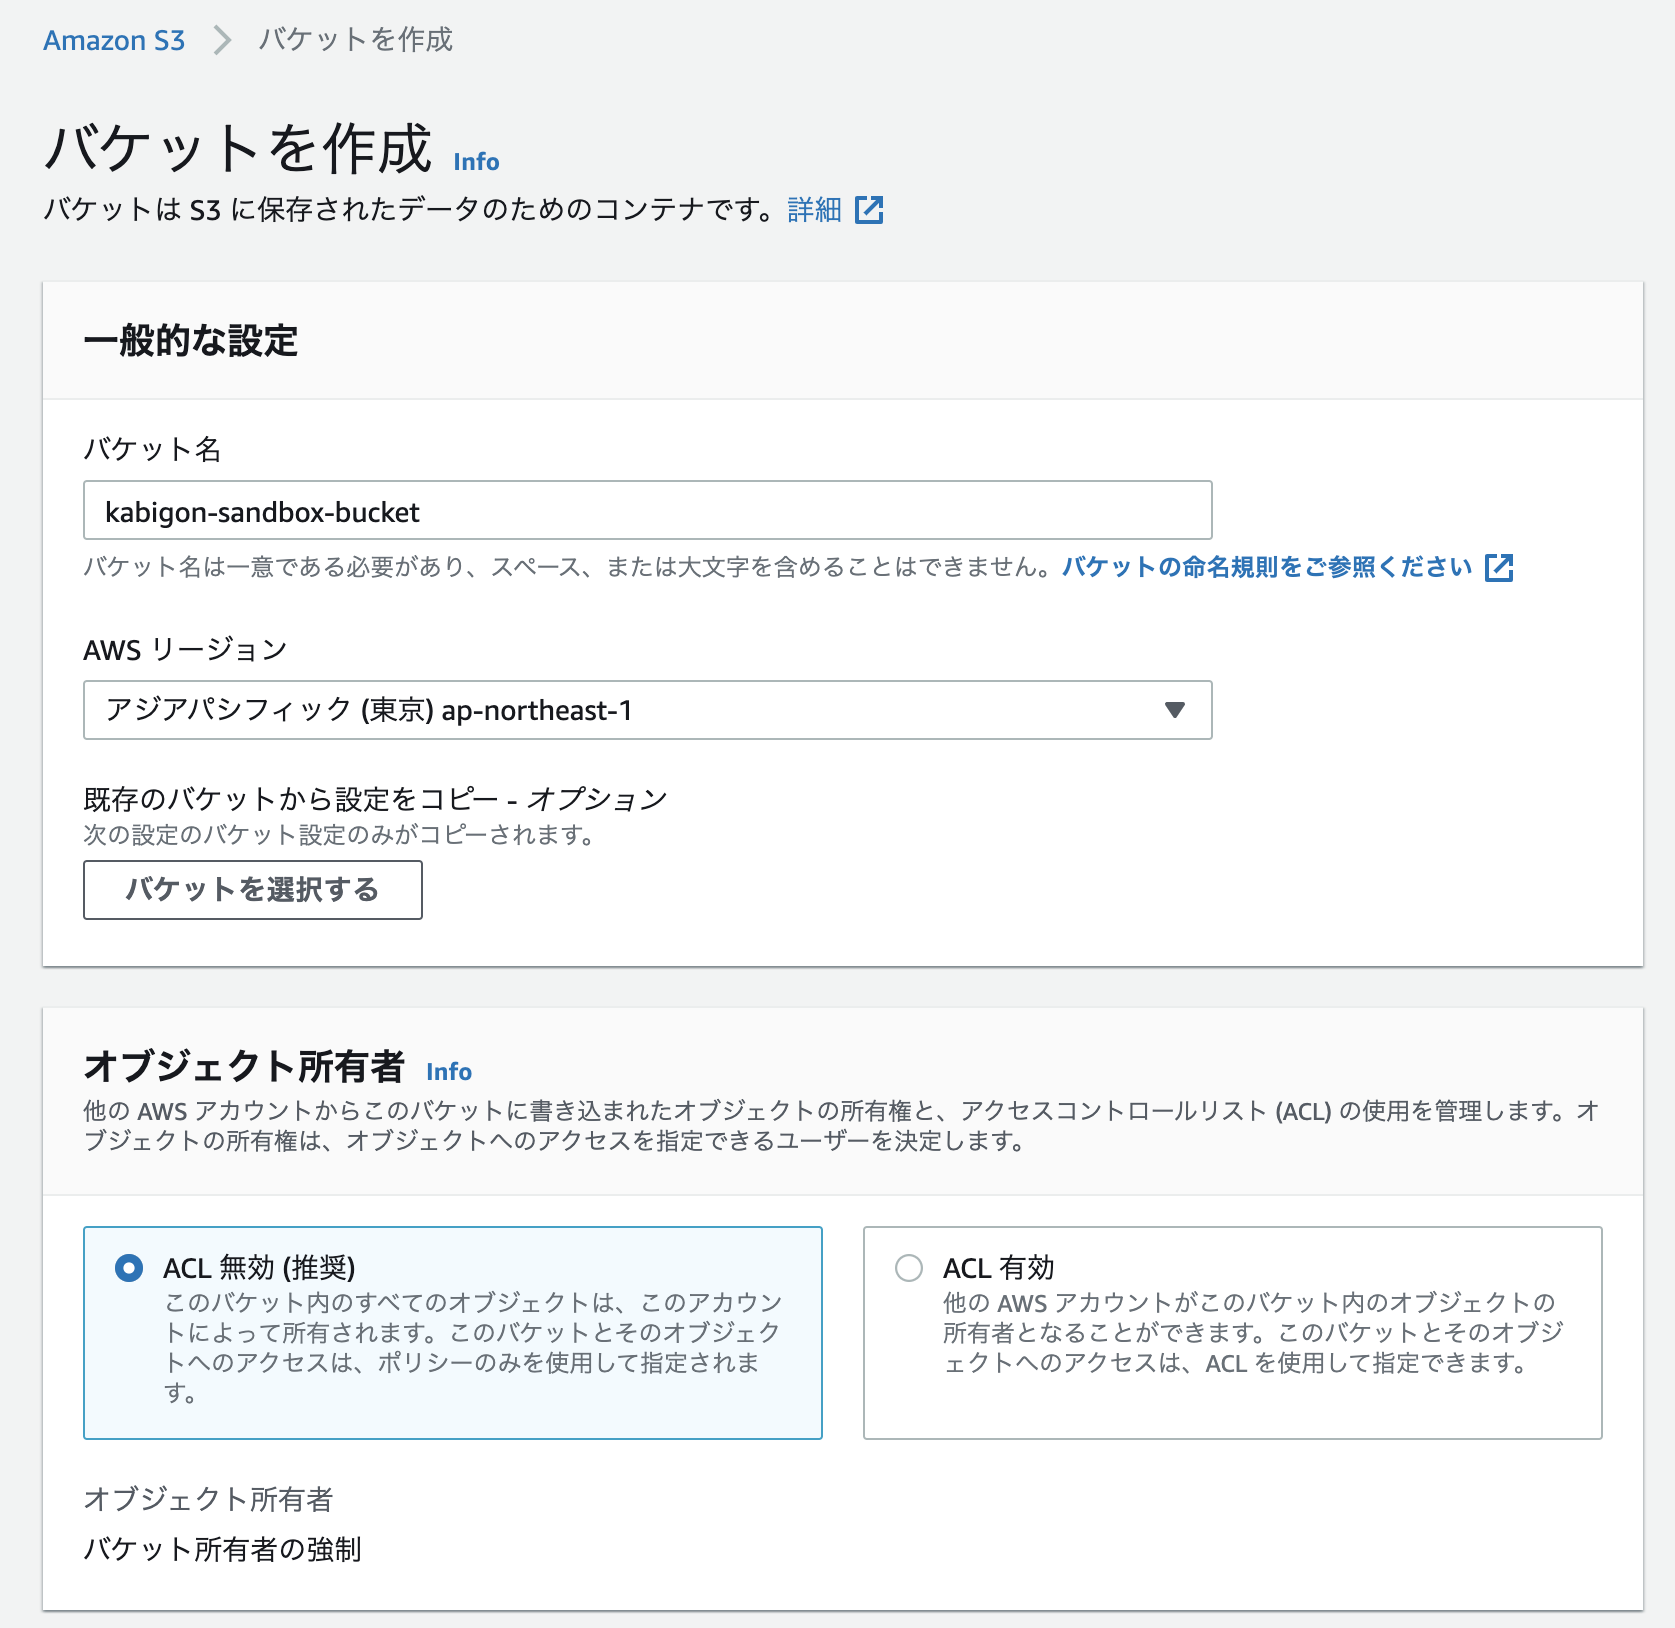 Amazon S3 > バケットを作成
バケットを作成 Info
バケットは S3 に保存されたデータのためのコンテナです。詳細
一般的な設定
バケット名
kabigon-sandbox-bucket
バケット名は一意である必要があり、スペース、または大文字を含めることはできません。バケットの命名規則をご参照ください
AWS リージョン
アジアパシフィック (東京) ap-northeast-1
既存のバケットから設定をコピー - オプション
次の設定のバケット設定のみがコピーされます。
バケットを選択する
オブジェクト所有者 Info
他の AWS アカウントからこのバケットに書き込まれたオブジェクトの所有権と、アクセスコントロールリスト (ACL) の使用を管理します。オ
ブジェクトの所有権は、オブジェクトへのアクセスを指定できるユーザーを決定します。
ACL 無効 (推奨)
このバケット内のすべてのオブジェクトは、このアカウン
トによって所有されます。このバケットとそのオブジェク
トへのアクセスは、ポリシーのみを使用して指定されま
す。
ACL 有効
他の AWS アカウントがこのバケット内のオブジェクトの
所有者となることができます。このバケットとそのオブジ
ェクトへのアクセスは、ACL を使用して指定できます。
オブジェクト所有者
バケット所有者の強制